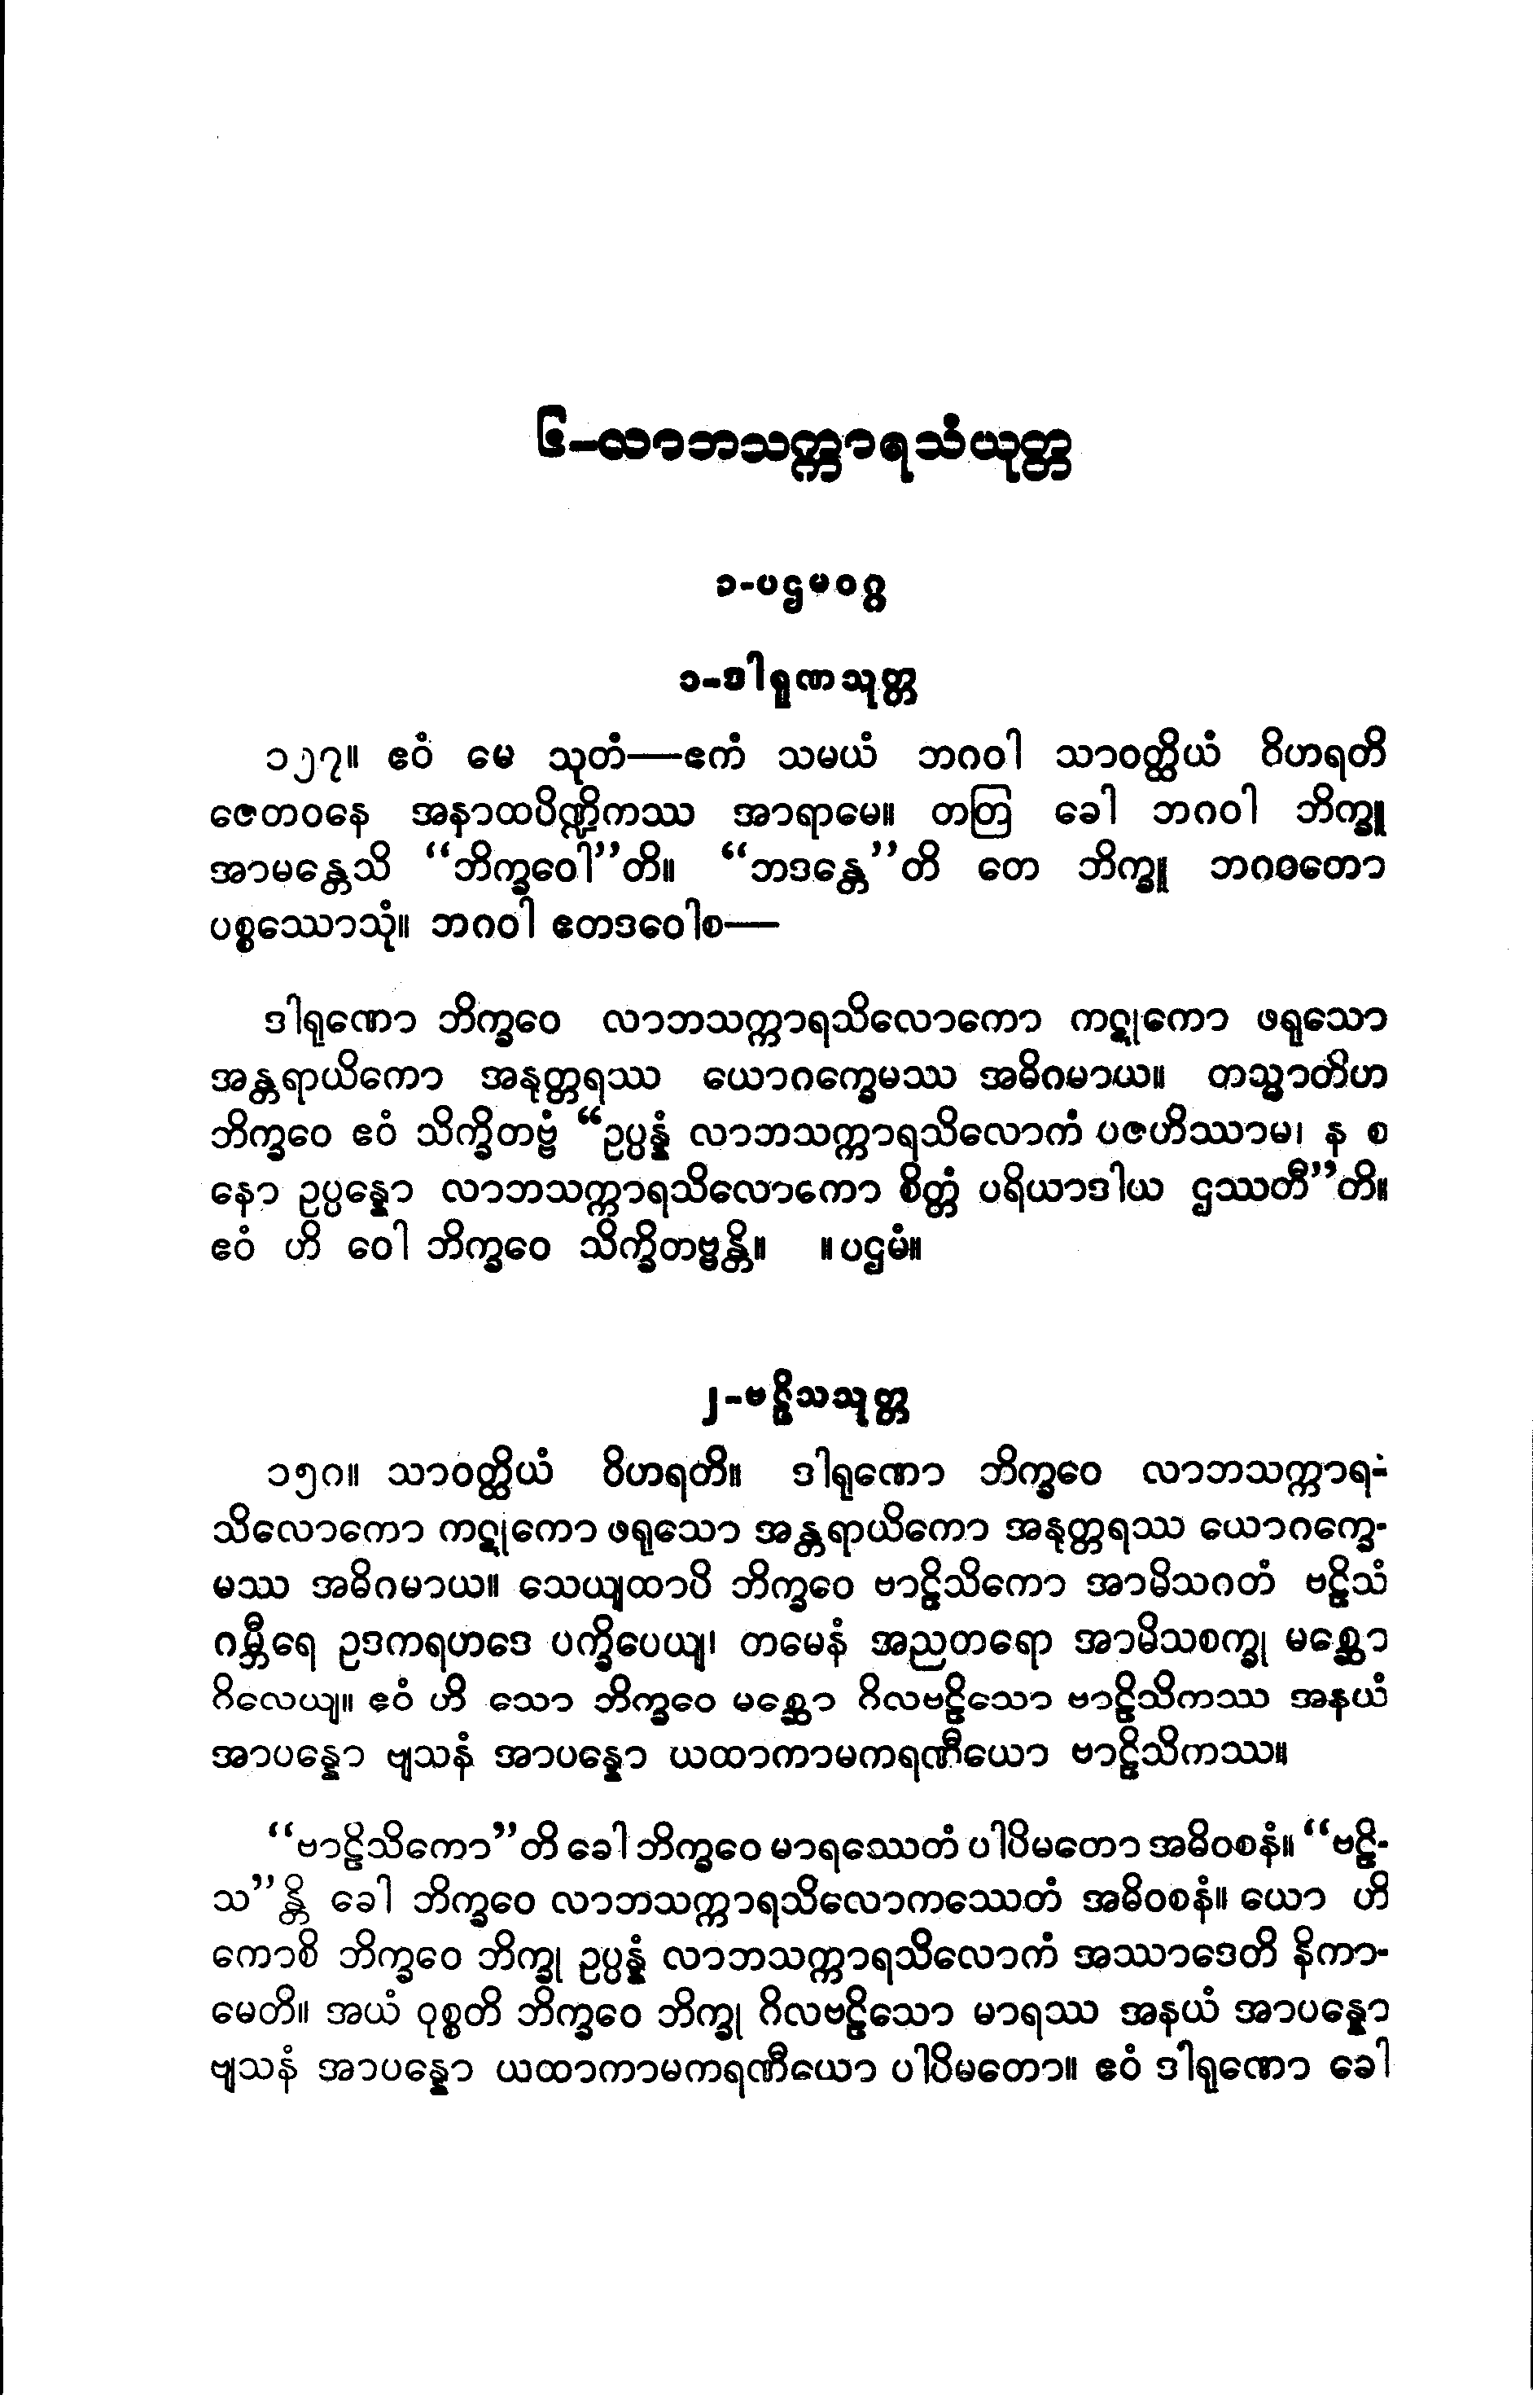 ၆-လာဘသက္ကာရသံယုတ္တ
၁-ပဌမဝဂ္ဂ
၁-ဒါရုဏသုတ္တ
၁၅၇။ ဧဝံ မေ သုတံ—ဧကံ သမယံ ဘဂဝါ သာဝတ္ထိယံ ဝိဟရတိ
ဇေတဝနေ အနာထပိဏ္ဍိကဿ အာရာမေ။ တတြ ခေါ ဘဂဝါ ဘိက္ခူ
အာမန္တေသိ “ဘိက္ခဝေါ”တိ။ “ဘဒန္တေ”တိ တေ ဘိက္ခူ ဘဂဝတော
ပစ္စဿောသုံ။ ဘဂဝါ ဧတဒဝေါစ—
ဒါရုဏော ဘိက္ခဝေ လာဘသက္ကာရသိလောကော ကဋုကော ဖရုသော
အန္တရာယိကော အနုတ္တရဿ ယောဂက္ခေမဿ အဓိဂမာယ။ တသ္မာတိဟ
ဘိက္ခဝေ ဧဝံ သိက္ခိတဗ္ဗံ “ဥပ္ပန္နံ လာဘသက္ကာရသိလောကံ ပဇဟိဿာမ၊ န စ
နော ဥပ္ပန္နော လာဘသက္ကာရသိလောကော စိတ္တံ ပရိယာဒါယ ဌဿတီ”တိ။
ဧဝံ ဟိ ဝေါ ဘိက္ခဝေ သိက္ခိတဗ္ဗန္တိ။ ။ပဌမံ။
၂-ဗဠိသသုတ္တ
၁၅၈။ သာဝတ္ထိယံ ဝိဟရတိ။ ဒါရုဏော ဘိက္ခဝေ လာဘသက္ကာရ-
သိလောကော ကဋုကော ဖရုသော အန္တရာယိကော အနုတ္တရဿ ယောဂက္ခေ-
မဿ အဓိဂမာယ။ သေယျထာပိ ဘိက္ခဝေ ဗာဠိသိကော အာမိသဂတံ ဗဠိသံ
ဂမ္ဘီရေ ဥဒကရဟဒေ ပက္ခိပေယျ၊ တမေနံ အညတရော အာမိသစက္ခု မစ္ဆော
ဂိလေယျ။ ဧဝံ ဟိ သော ဘိက္ခဝေ မစ္ဆော ဂိလဗဠိသော ဗာဠိသိကဿ အနယံ
အာပန္နော ဗျသနံ အာပန္နော ယထာကာမကရဏီယော ဗာဠိသိကဿ။
“ဗာဠိသိကော”တိ ခေါ ဘိက္ခဝေ မာရဿေတံ ပါပိမတော အဓိဝစနံ။ “ဗဠိ-
သ”န္တိ ခေါ ဘိက္ခဝေ လာဘသက္ကာရသိလောကဿေတံ အဓိဝစနံ။ ယော ဟိ
ကောစိ ဘိက္ခဝေ ဘိက္ခု ဥပ္ပန္နံ လာဘသက္ကာရသိလောကံ အဿာဒေတိ နိကာ-
မေတိ။ အယံ ဝုစ္စတိ ဘိက္ခဝေ ဘိက္ခု ဂိလဗဠိသော မာရဿ အနယံ အာပန္နော
ဗျသနံ အာပန္နော ယထာကာမကရဏီယော ပါပိမတော။ ဧဝံ ဒါရုဏော ခေါ